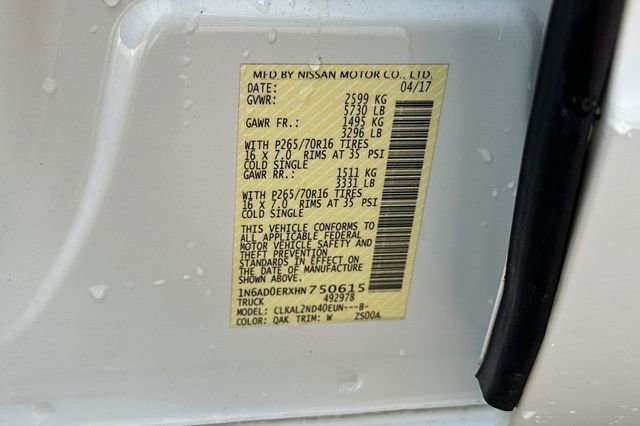 MFD BY NISSAN MOTOR CO., LTD.
DATE: 04/17
GVWR: 2599 KG
5730 LB
GAWR FR.: 1495 KG
3296 LB
WITH P265/70R16 TIRES
16 X 7.0 RIMS AT 35 PSI
COLD SINGLE
GAWR RR.: 1511 KG
3331 LB
WITH P265/70R16 TIRES
16 X 7.0 RIMS AT 35 PSI
COLD SINGLE
THIS VEHICLE CONFORMS TO
ALL APPLICABLE FEDERAL
MOTOR VEHICLE SAFETY AND
THEFT PREVENTION
STANDARDS IN EFFECT ON
THE DATE OF MANUFACTURE
SHOWN ABOVE.
1N6AD0ERXHN750615
TRUCK 492978
MODEL: CLKAL2ND40EUN---B-
COLOR: QAK TRIM: W ZS00A